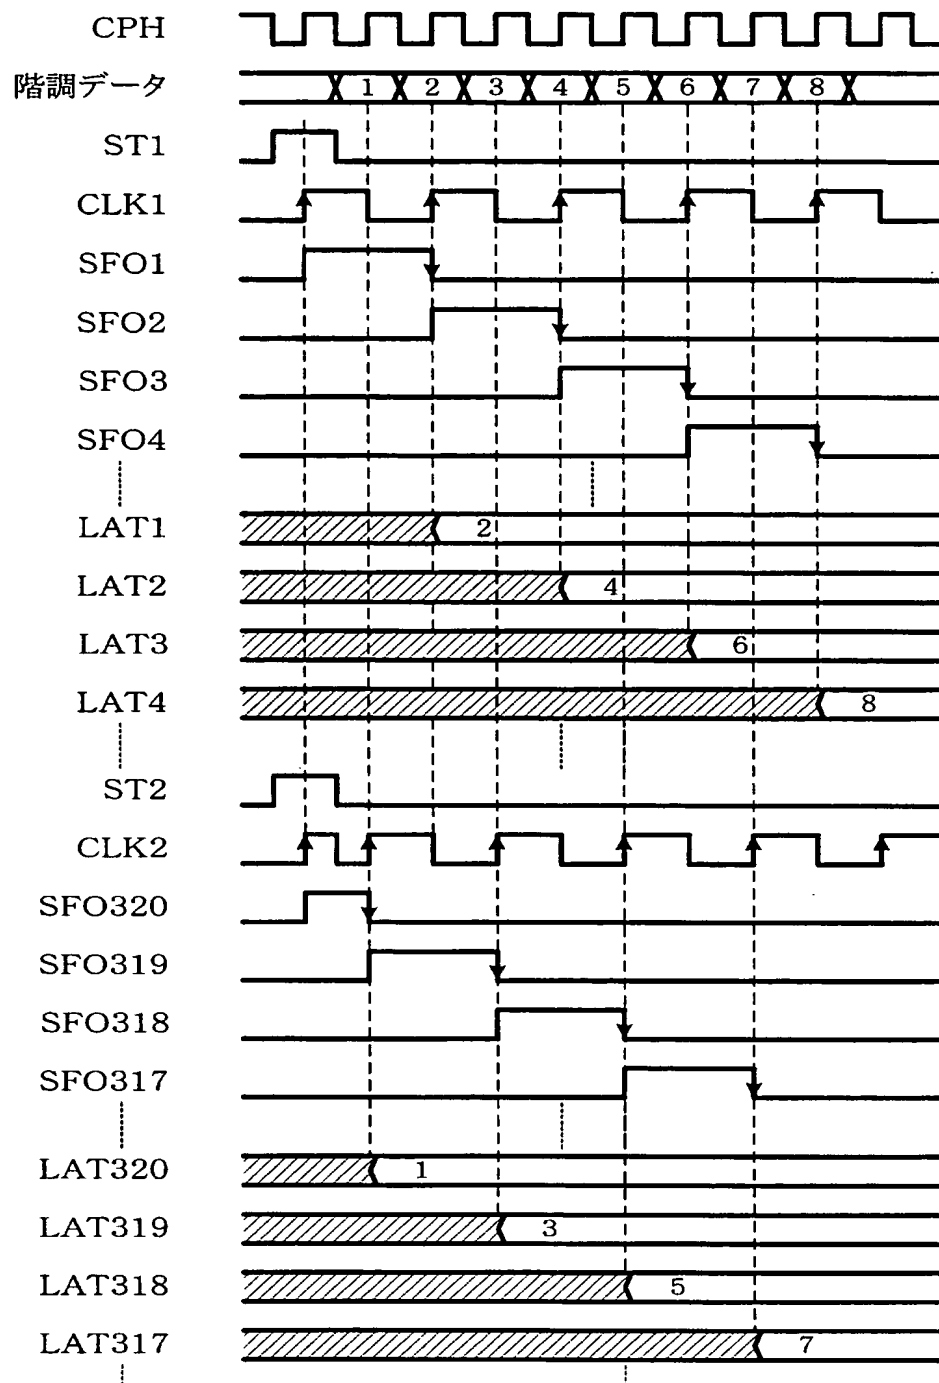 CPH
階調データ 1 2 3 4 5 6 7 8
ST1
CLK1
SFO1
SFO2
SFO3
SFO4
LAT1 2
LAT2 4
LAT3 6
LAT4 8
ST2
CLK2
SFO320
SFO319
SFO318
SFO317
LAT320 1
LAT319 3
LAT318 5
LAT317 7